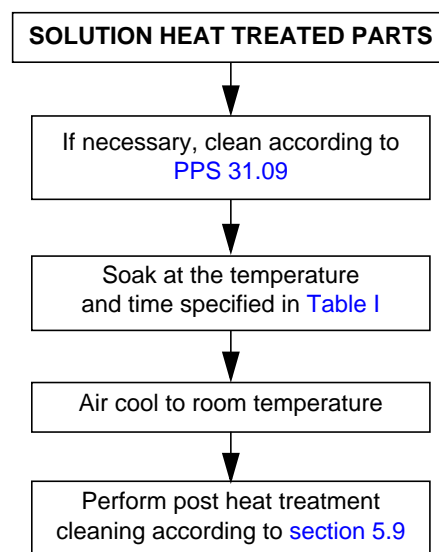 SOLUTION HEAT TREATED PARTS
If necessary, clean according to
PPS 31.09
Soak at the temperature
and time specified in Table I
Air cool to room temperature
Perform post heat treatment
cleaning according to section 5.9